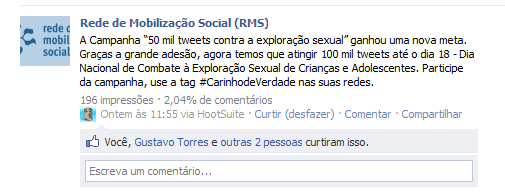 rede d
mobil
social
Rede de Mobilização Social (RMS)
A Campanha "50 mil tweets contra a exploração sexual" ganhou uma nova meta.
Graças a grande adesão, agora temos que atingir 100 mil tweets até o dia 18 - Dia
Nacional de Combate à Exploração Sexual de Crianças e Adolescentes. Participe
da campanha, use a tag #CarinhodeVerdade nas suas redes.
196 impressões · 2,04% de comentários
Ontem às 11:55 via HootSuite · Curtir (desfazer) · Comentar · Compartilhar
Você, Gustavo Torres e outras 2 pessoas curtiram isso.
Escreva um comentário...